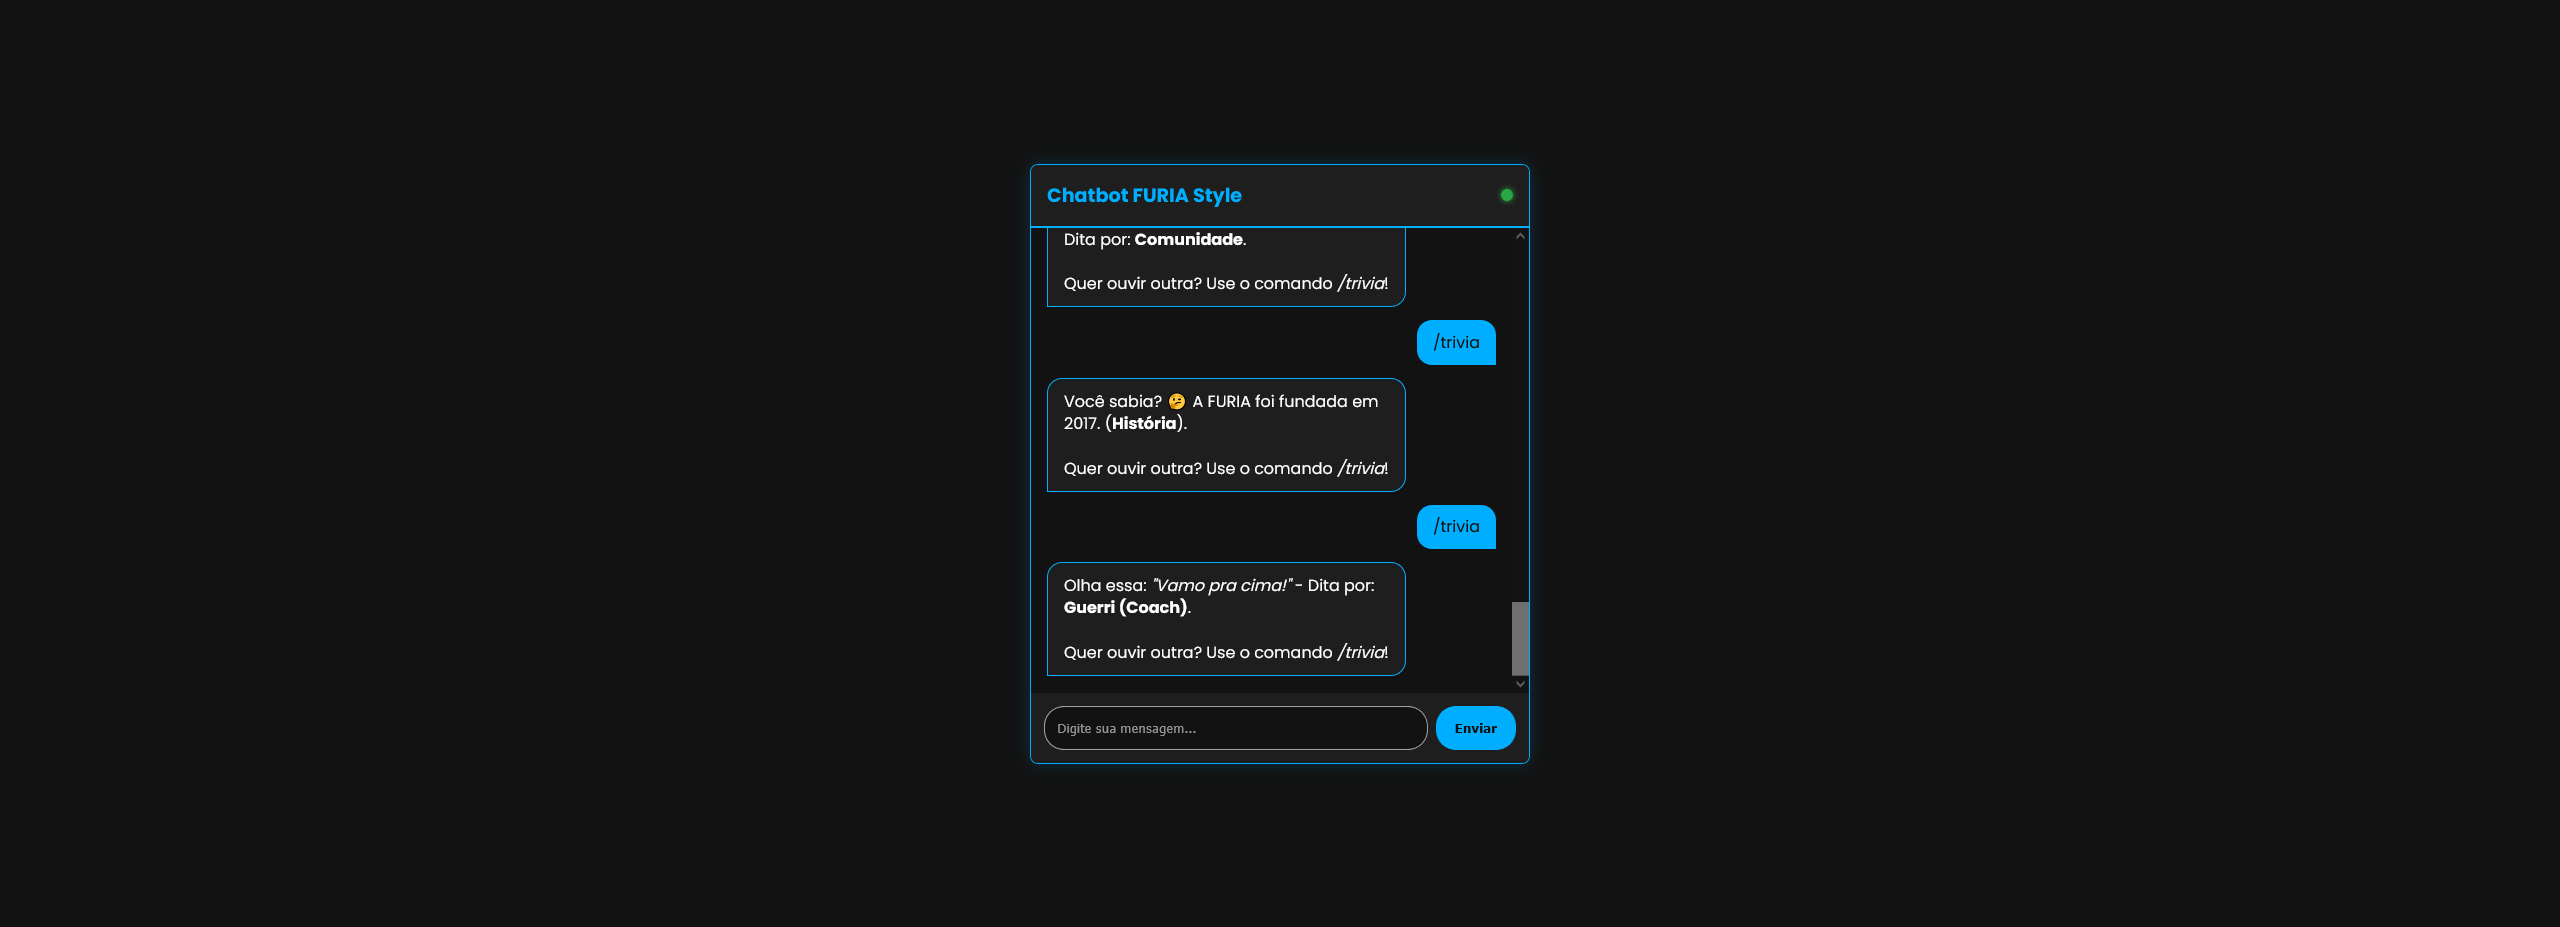 Chatbot FURIA Style
Dita por: Comunidade.
Quer ouvir outra? Use o comando /trivia!
/trivia
Você sabia? 🤔 A FURIA foi fundada em
2017. (História).
Quer ouvir outra? Use o comando /trivia!
/trivia
Olha essa: "Vamo pra cima!" - Dita por:
Guerri (Coach).
Quer ouvir outra? Use o comando /trivia!
Digite sua mensagem...
Enviar